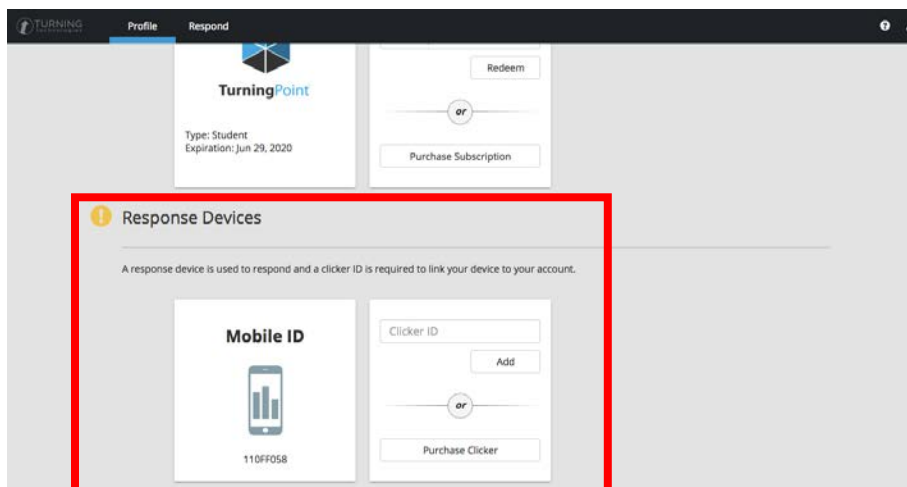 TURNING
Profile
Respond
Redeem
TurningPoint
or
Type: Student
Expiration: Jun 29, 2020
Purchase Subscription
Response Devices
A response device is used to respond and a clicker ID is required to link your device to your account.
Mobile ID
Clicker ID
Add
or
110FF058
Purchase Clicker